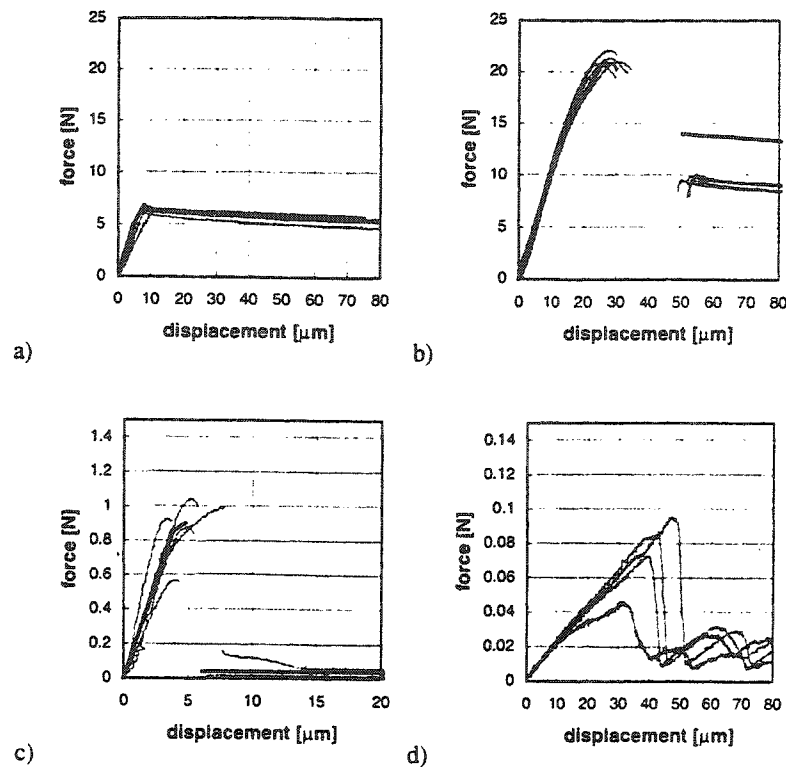 force [N]
25
20
15
10
5
0
0 10 20 30 40 50 60 70 80
displacement [μm]
a)
force [N]
25
20
15
10
5
0
0 10 20 30 40 50 60 70 80
displacement [μm]
b)
force [N]
1.4
1.2
1
0.8
0.6
0.4
0.2
0
0 5 10 15 20
displacement [μm]
c)
force [N]
0.14
0.12
0.1
0.08
0.06
0.04
0.02
0
0 10 20 30 40 50 60 70 80
displacement [μm]
d)